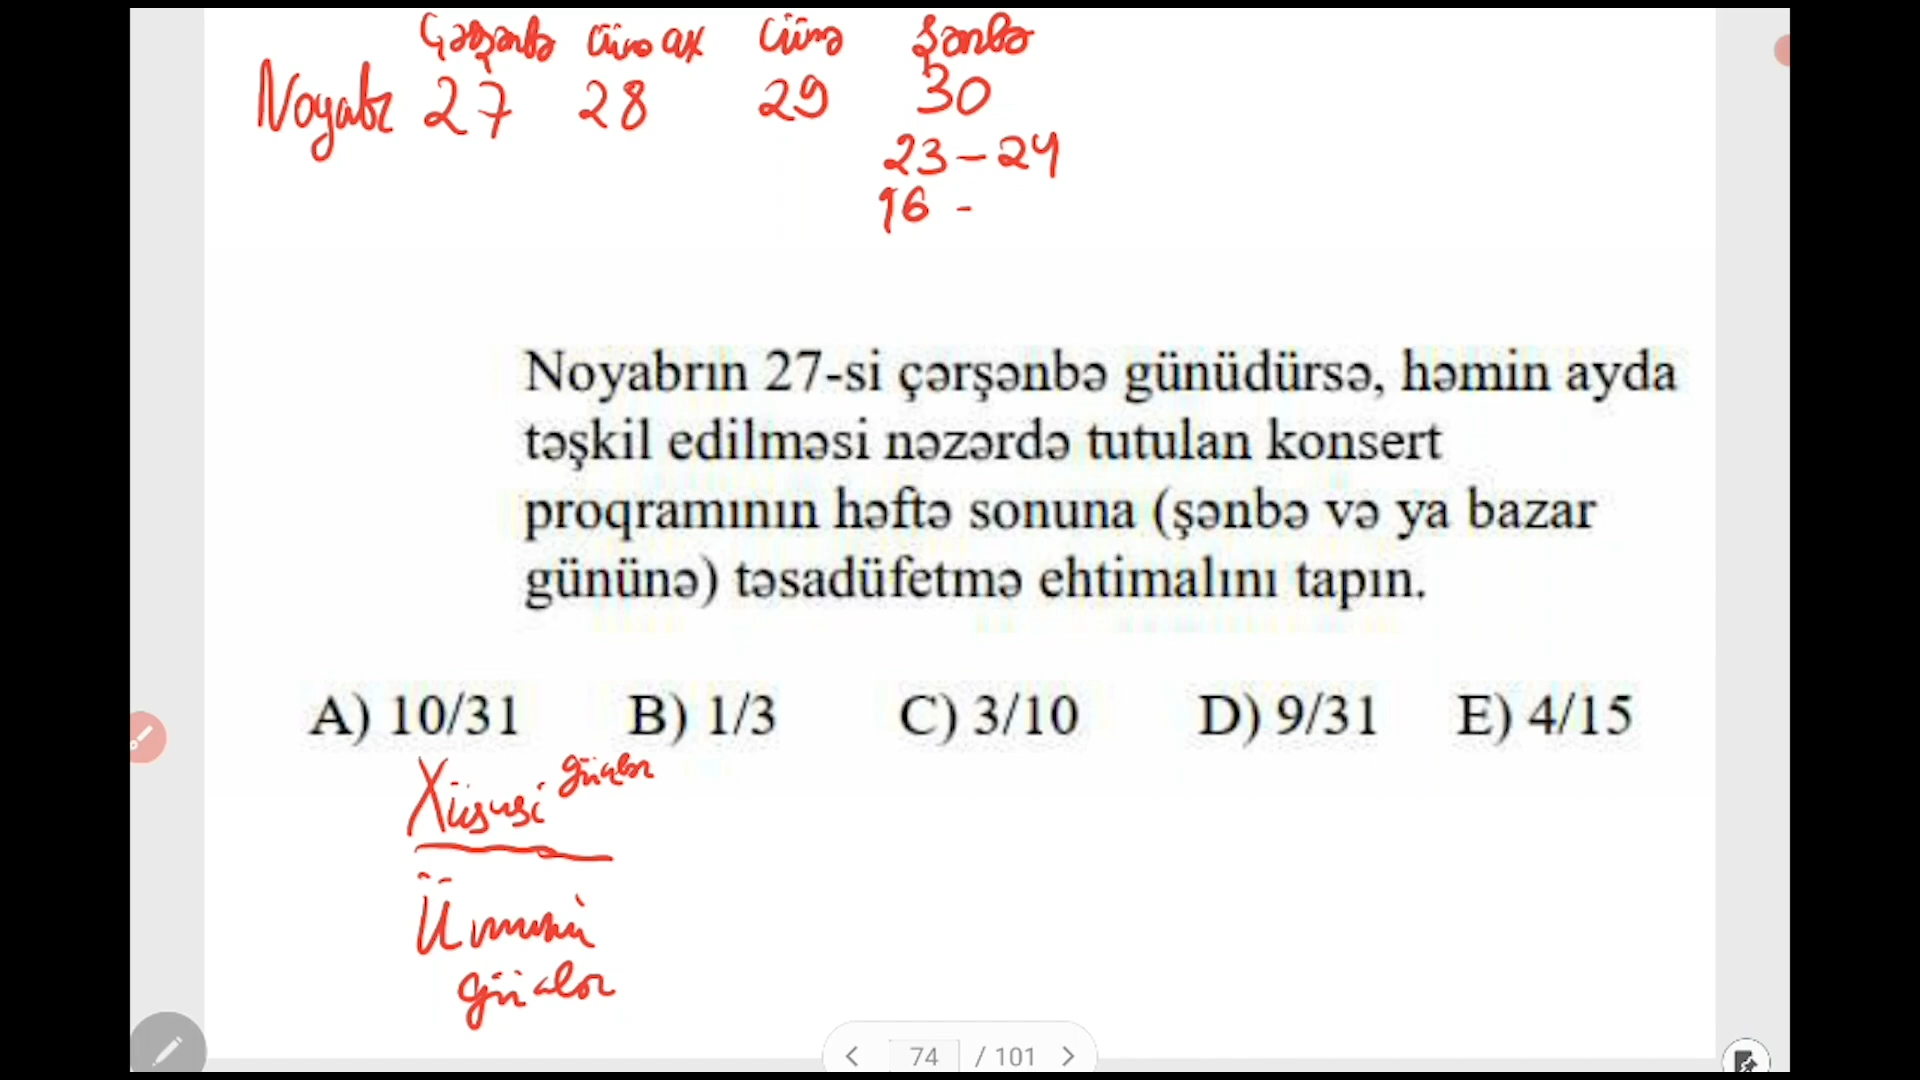 Çərşənbə Cümə ax Cümə Şənbə
Noyabr 27 28 29 30
23 - 24
16 -
Noyabrın 27-si çərşənbə günüdürsə, həmin ayda
təşkil edilməsi nəzərdə tutulan konsert
proqramının həftə sonuna (şənbə və ya bazar
gününə) təsadüfetmə ehtimalını tapın.
A) 10/31 B) 1/3 C) 3/10 D) 9/31 E) 4/15
Xüsusi günlər
Ümumi
günlər
74 / 101